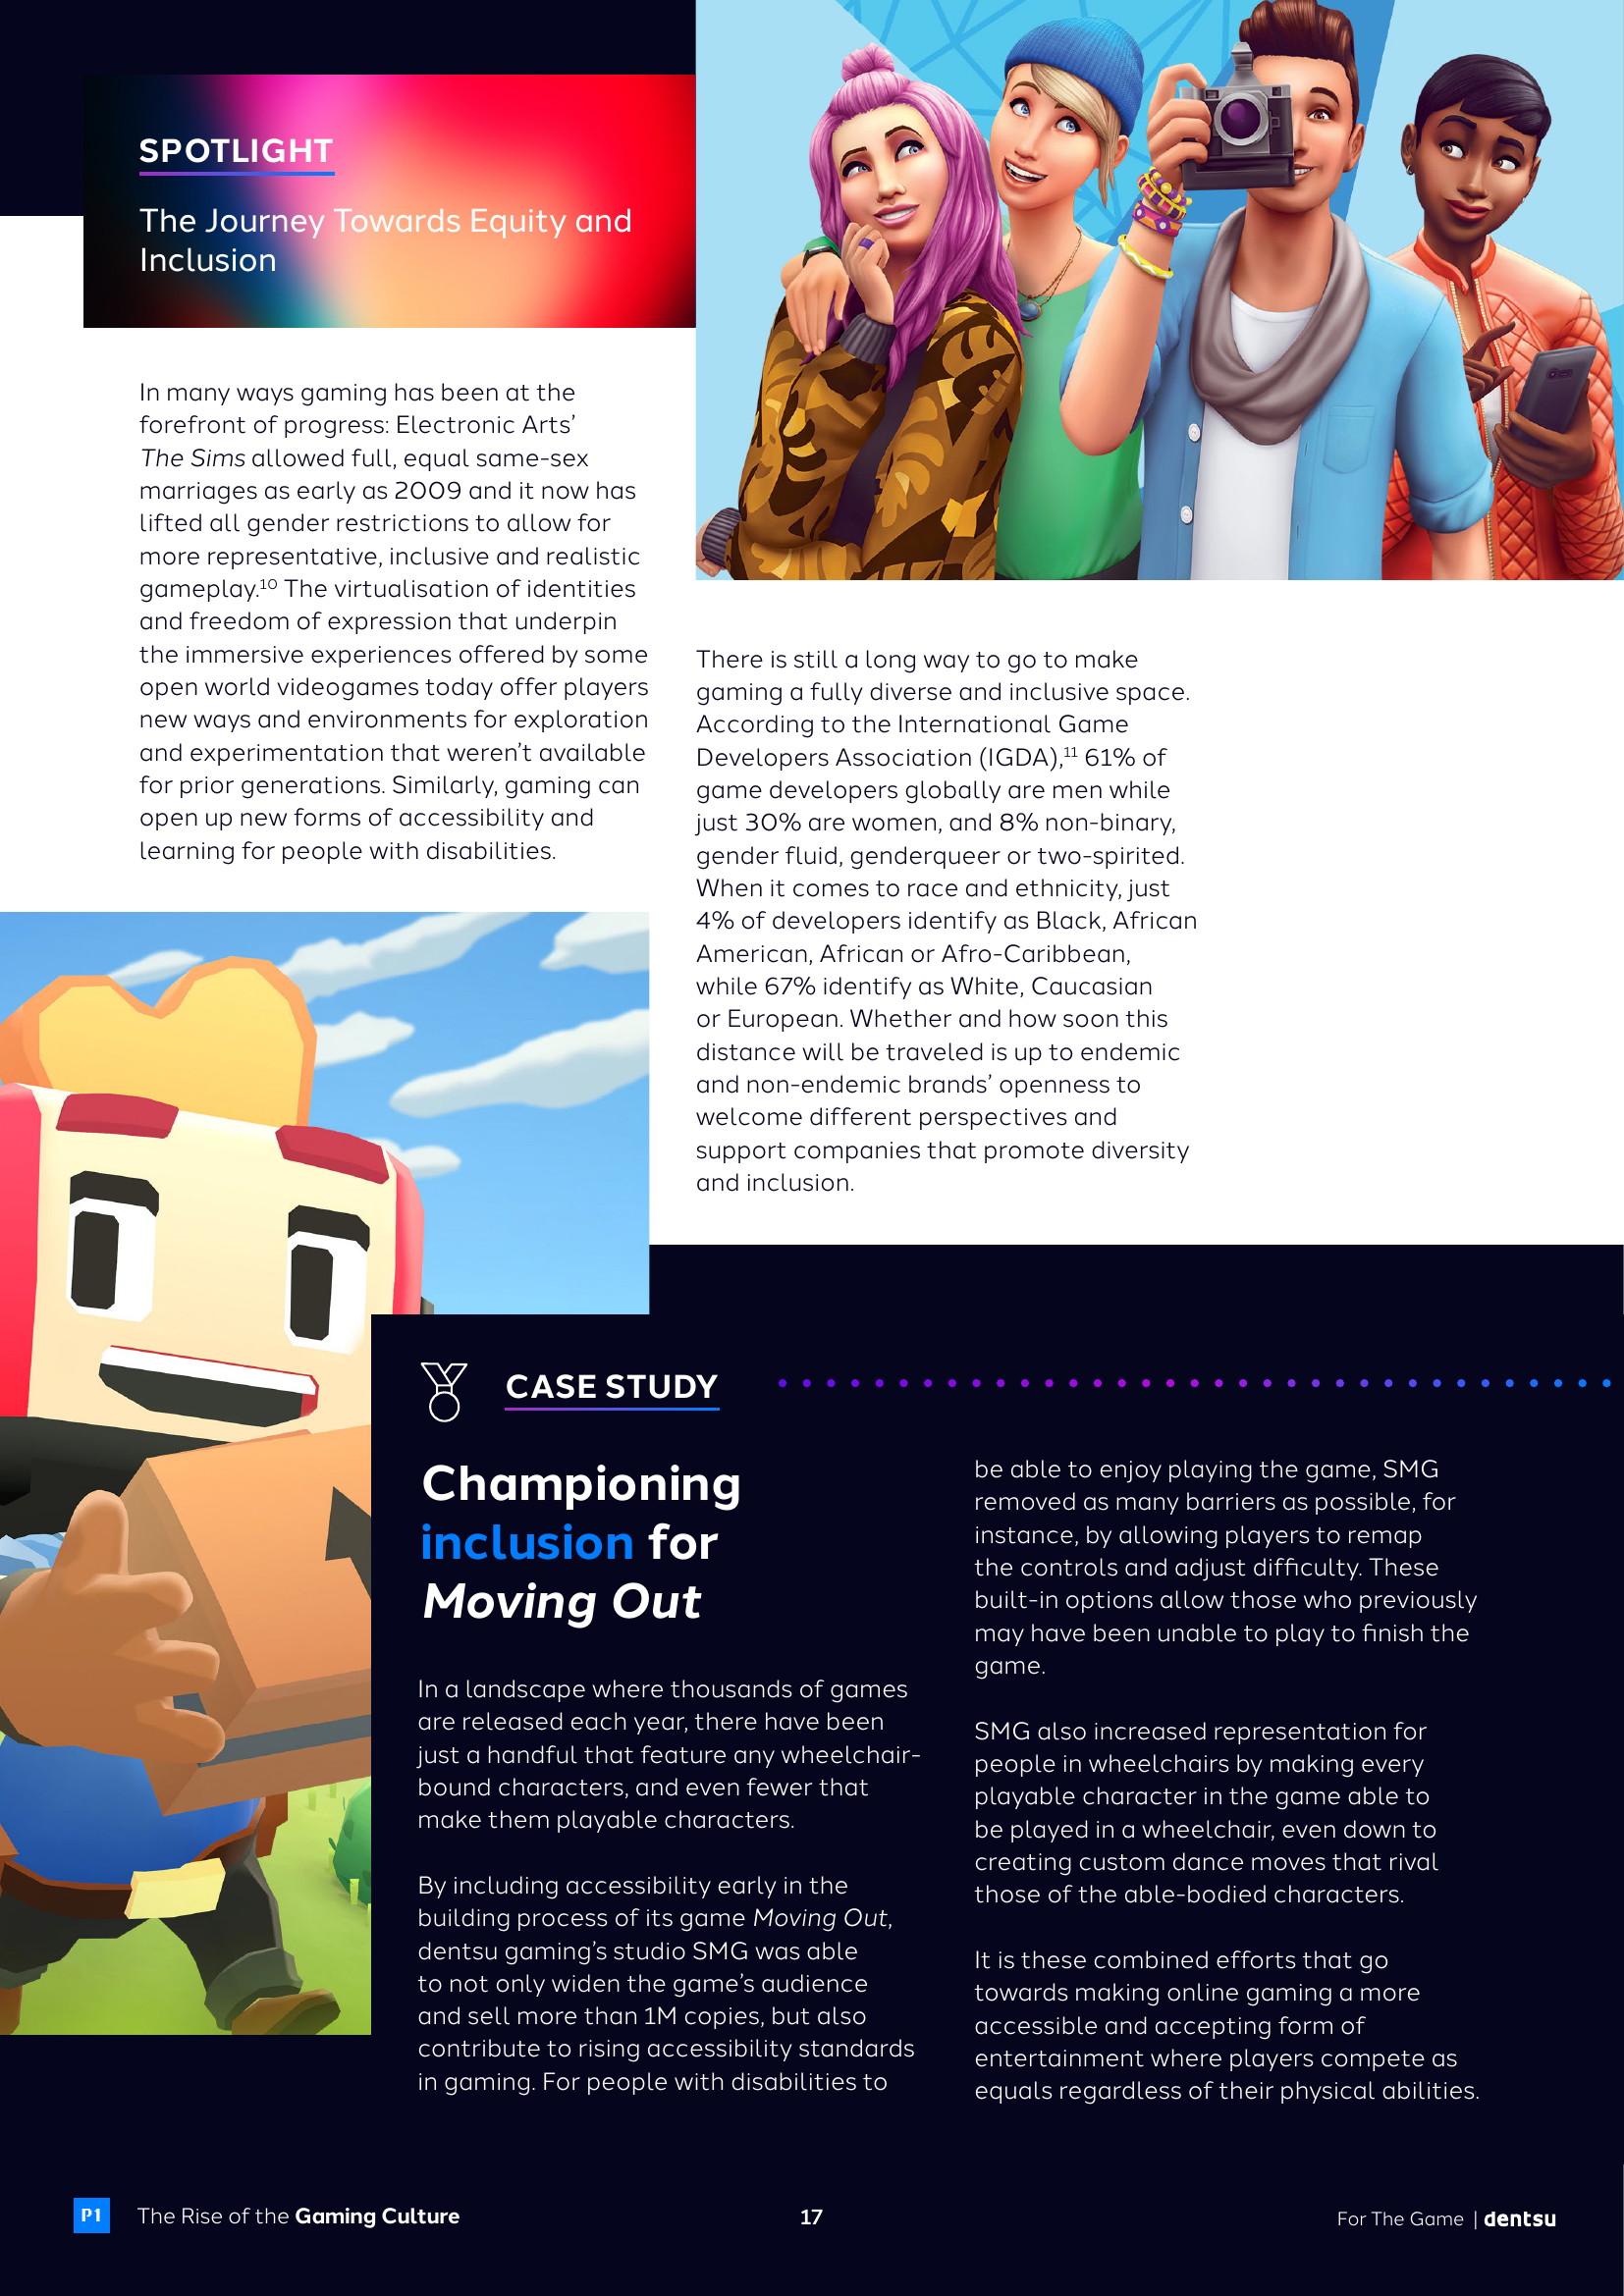 SPOTLIGHT
The Journey Towards Equity and
Inclusion
In many ways gaming has been at the
forefront of progress: Electronic Arts’
The Sims allowed full, equal same-sex
marriages as early as 2009 and it now has
lifted all gender restrictions to allow for
more representative, inclusive and realistic
gameplay.10 The virtualisation of identities
and freedom of expression that underpin
the immersive experiences offered by some
open world videogames today offer players
new ways and environments for exploration
and experimentation that weren’t available
for prior generations. Similarly, gaming can
open up new forms of accessibility and
learning for people with disabilities.
There is still a long way to go to make
gaming a fully diverse and inclusive space.
According to the International Game
Developers Association (IGDA),11 61% of
game developers globally are men while
just 30% are women, and 8% non-binary,
gender fluid, genderqueer or two-spirited.
When it comes to race and ethnicity, just
4% of developers identify as Black, African
American, African or Afro-Caribbean,
while 67% identify as White, Caucasian
or European. Whether and how soon this
distance will be traveled is up to endemic
and non-endemic brands’ openness to
welcome different perspectives and
support companies that promote diversity
and inclusion.
CASE STUDY
Championing
inclusion for
Moving Out
In a landscape where thousands of games
are released each year, there have been
just a handful that feature any wheelchair-
bound characters, and even fewer that
make them playable characters.
By including accessibility early in the
building process of its game Moving Out,
dentsu gaming’s studio SMG was able
to not only widen the game’s audience
and sell more than 1M copies, but also
contribute to rising accessibility standards
in gaming. For people with disabilities to
be able to enjoy playing the game, SMG
removed as many barriers as possible, for
instance, by allowing players to remap
the controls and adjust difficulty. These
built-in options allow those who previously
may have been unable to play to finish the
game.
SMG also increased representation for
people in wheelchairs by making every
playable character in the game able to
be played in a wheelchair, even down to
creating custom dance moves that rival
those of the able-bodied characters.
It is these combined efforts that go
towards making online gaming a more
accessible and accepting form of
entertainment where players compete as
equals regardless of their physical abilities.
P1 The Rise of the Gaming Culture
17
For The Game | dentsu